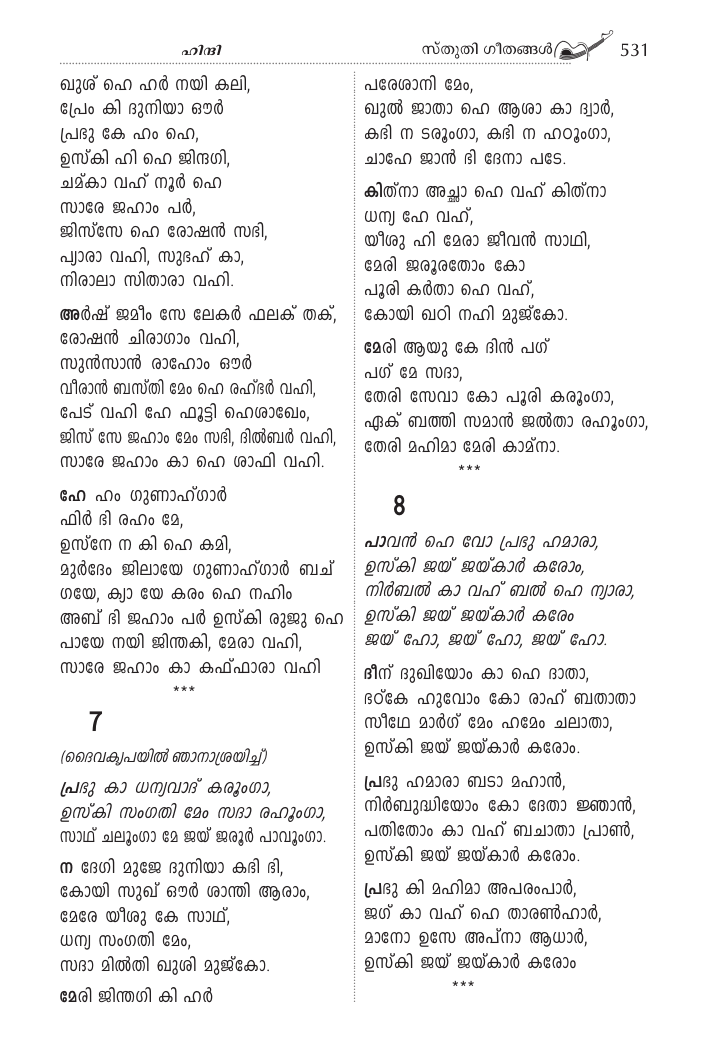 ഹിന്ദി
സ്തുതി ഗീതങ്ങൾ 531
ഖുശ് ഹെ ഹർ നയി കലി,
പ്രേം കി ദുനിയാ ഔർ
പ്രഭു കേ ഹം ഹെ,
ഉസ്കി ഹി ഹെ ജിന്ദഗി,
ചമ്കാ വഹ് നൂർ ഹെ
സാരേ ജഹാം പർ,
ജിസ്സേ ഹെ രോഷൻ സഭി,
പ്യാരാ വഹി, സുഭഹ് കാ,
നിരാലാ സിതാരാ വഹി.
അർഷ് ജമീം സേ ലേകർ ഫലക് തക്,
രോഷൻ ചിരാഗാം വഹി,
സുൻസാൻ രാഹോം ഔർ
വീരാൻ ബസ്തി മേം ഹെ രഹ്ഭർ വഹി,
പേട് വഹി ഹേ ഫൂട്ടി ഹെശാഖേം,
ജിസ് സേ ജഹാം മേം സഭി, ദിൽബർ വഹി,
സാരേ ജഹാം കാ ഹെ ശാഫി വഹി.
ഹേ ഹം ഗുണാഹ്ഗാർ
ഫിർ ഭി രഹം മേ,
ഉസ്നേ ന കി ഹെ കമി,
മുർദേം ജിലായേ ഗുണാഹ്ഗാർ ബച്
ഗയേ, ക്യാ യേ കരം ഹെ നഹിം
അബ് ഭി ജഹാം പർ ഉസ്കി രുജു ഹെ
പായേ നയി ജിന്തകി, മേരാ വഹി,
സാരേ ജഹാം കാ കഫ്ഫാരാ വഹി
***
7
(ദൈവക്യപയിൽ ഞാനാശ്രയിച്ച്)
പ്രഭു കാ ധന്യവാദ് കരൂംഗാ,
ഉസ്കി സംഗതി മേം സദാ രഹൂംഗാ,
സാഥ് ചലൂംഗാ മേ ജയ് ജരൂർ പാവൂംഗാ.
ന ദേഗി മുജേ ദുനിയാ കഭി ഭി,
കോയി സുഖ് ഔർ ശാന്തി ആരാം,
മേരേ യീശു കേ സാഥ്,
ധന്യ സംഗതി മേം,
സദാ മിൽതി ഖുശി മുജ്കോ.
മേരി ജിന്തഗി കി ഹർ
പരേശാനി മേം,
ഖുൽ ജാതാ ഹെ ആശാ കാ ദ്വാർ,
കഭി ന ടരൂംഗാ, കഭി ന ഹഠൂംഗാ,
ചാഹേ ജാൻ ഭി ദേനാ പടേ.
കിത്നാ അച്ഛാ ഹെ വഹ് കിത്നാ
ധന്യ ഹേ വഹ്,
യീശു ഹി മേരാ ജീവൻ സാഥി,
മേരി ജരൂരതോം കോ
പൂരി കർതാ ഹെ വഹ്,
കോയി ഖഠി നഹി മുജ്കോ.
മേരി ആയു കേ ദിൻ പഗ്
പഗ് മേ സദാ,
തേരി സേവാ കോ പൂരി കരൂംഗാ,
ഏക് ബത്തി സമാൻ ജൽതാ രഹൂംഗാ,
തേരി മഹിമാ മേരി കാമ്നാ.
***
8
പാവൻ ഹെ വോ പ്രഭു ഹമാരാ,
ഉസ്കി ജയ് ജയ്കാർ കരോം,
നിർബൽ കാ വഹ് ബൽ ഹെ ന്യാരാ,
ഉസ്കി ജയ് ജയ്കാർ കരേം
ജയ് ഹോ, ജയ് ഹോ, ജയ് ഹോ.
ദീന് ദുഖിയോം കാ ഹെ ദാതാ,
ഭഠ്കേ ഹുവോം കോ രാഹ് ബതാതാ
സീഥേ മാർഗ് മേം ഹമേം ചലാതാ,
ഉസ്കി ജയ് ജയ്കാർ കരോം.
പ്രഭു ഹമാരാ ബടാ മഹാൻ,
നിർബുദ്ധിയോം കോ ദേതാ ജ്ഞാൻ,
പതിതോം കാ വഹ് ബചാതാ പ്രാൺ,
ഉസ്കി ജയ് ജയ്കാർ കരോം.
പ്രഭു കി മഹിമാ അപരംപാർ,
ജഗ് കാ വഹ് ഹെ താരൺഹാർ,
മാനോ ഉസേ അപ്നാ ആധാർ,
ഉസ്കി ജയ് ജയ്കാർ കരോം
***